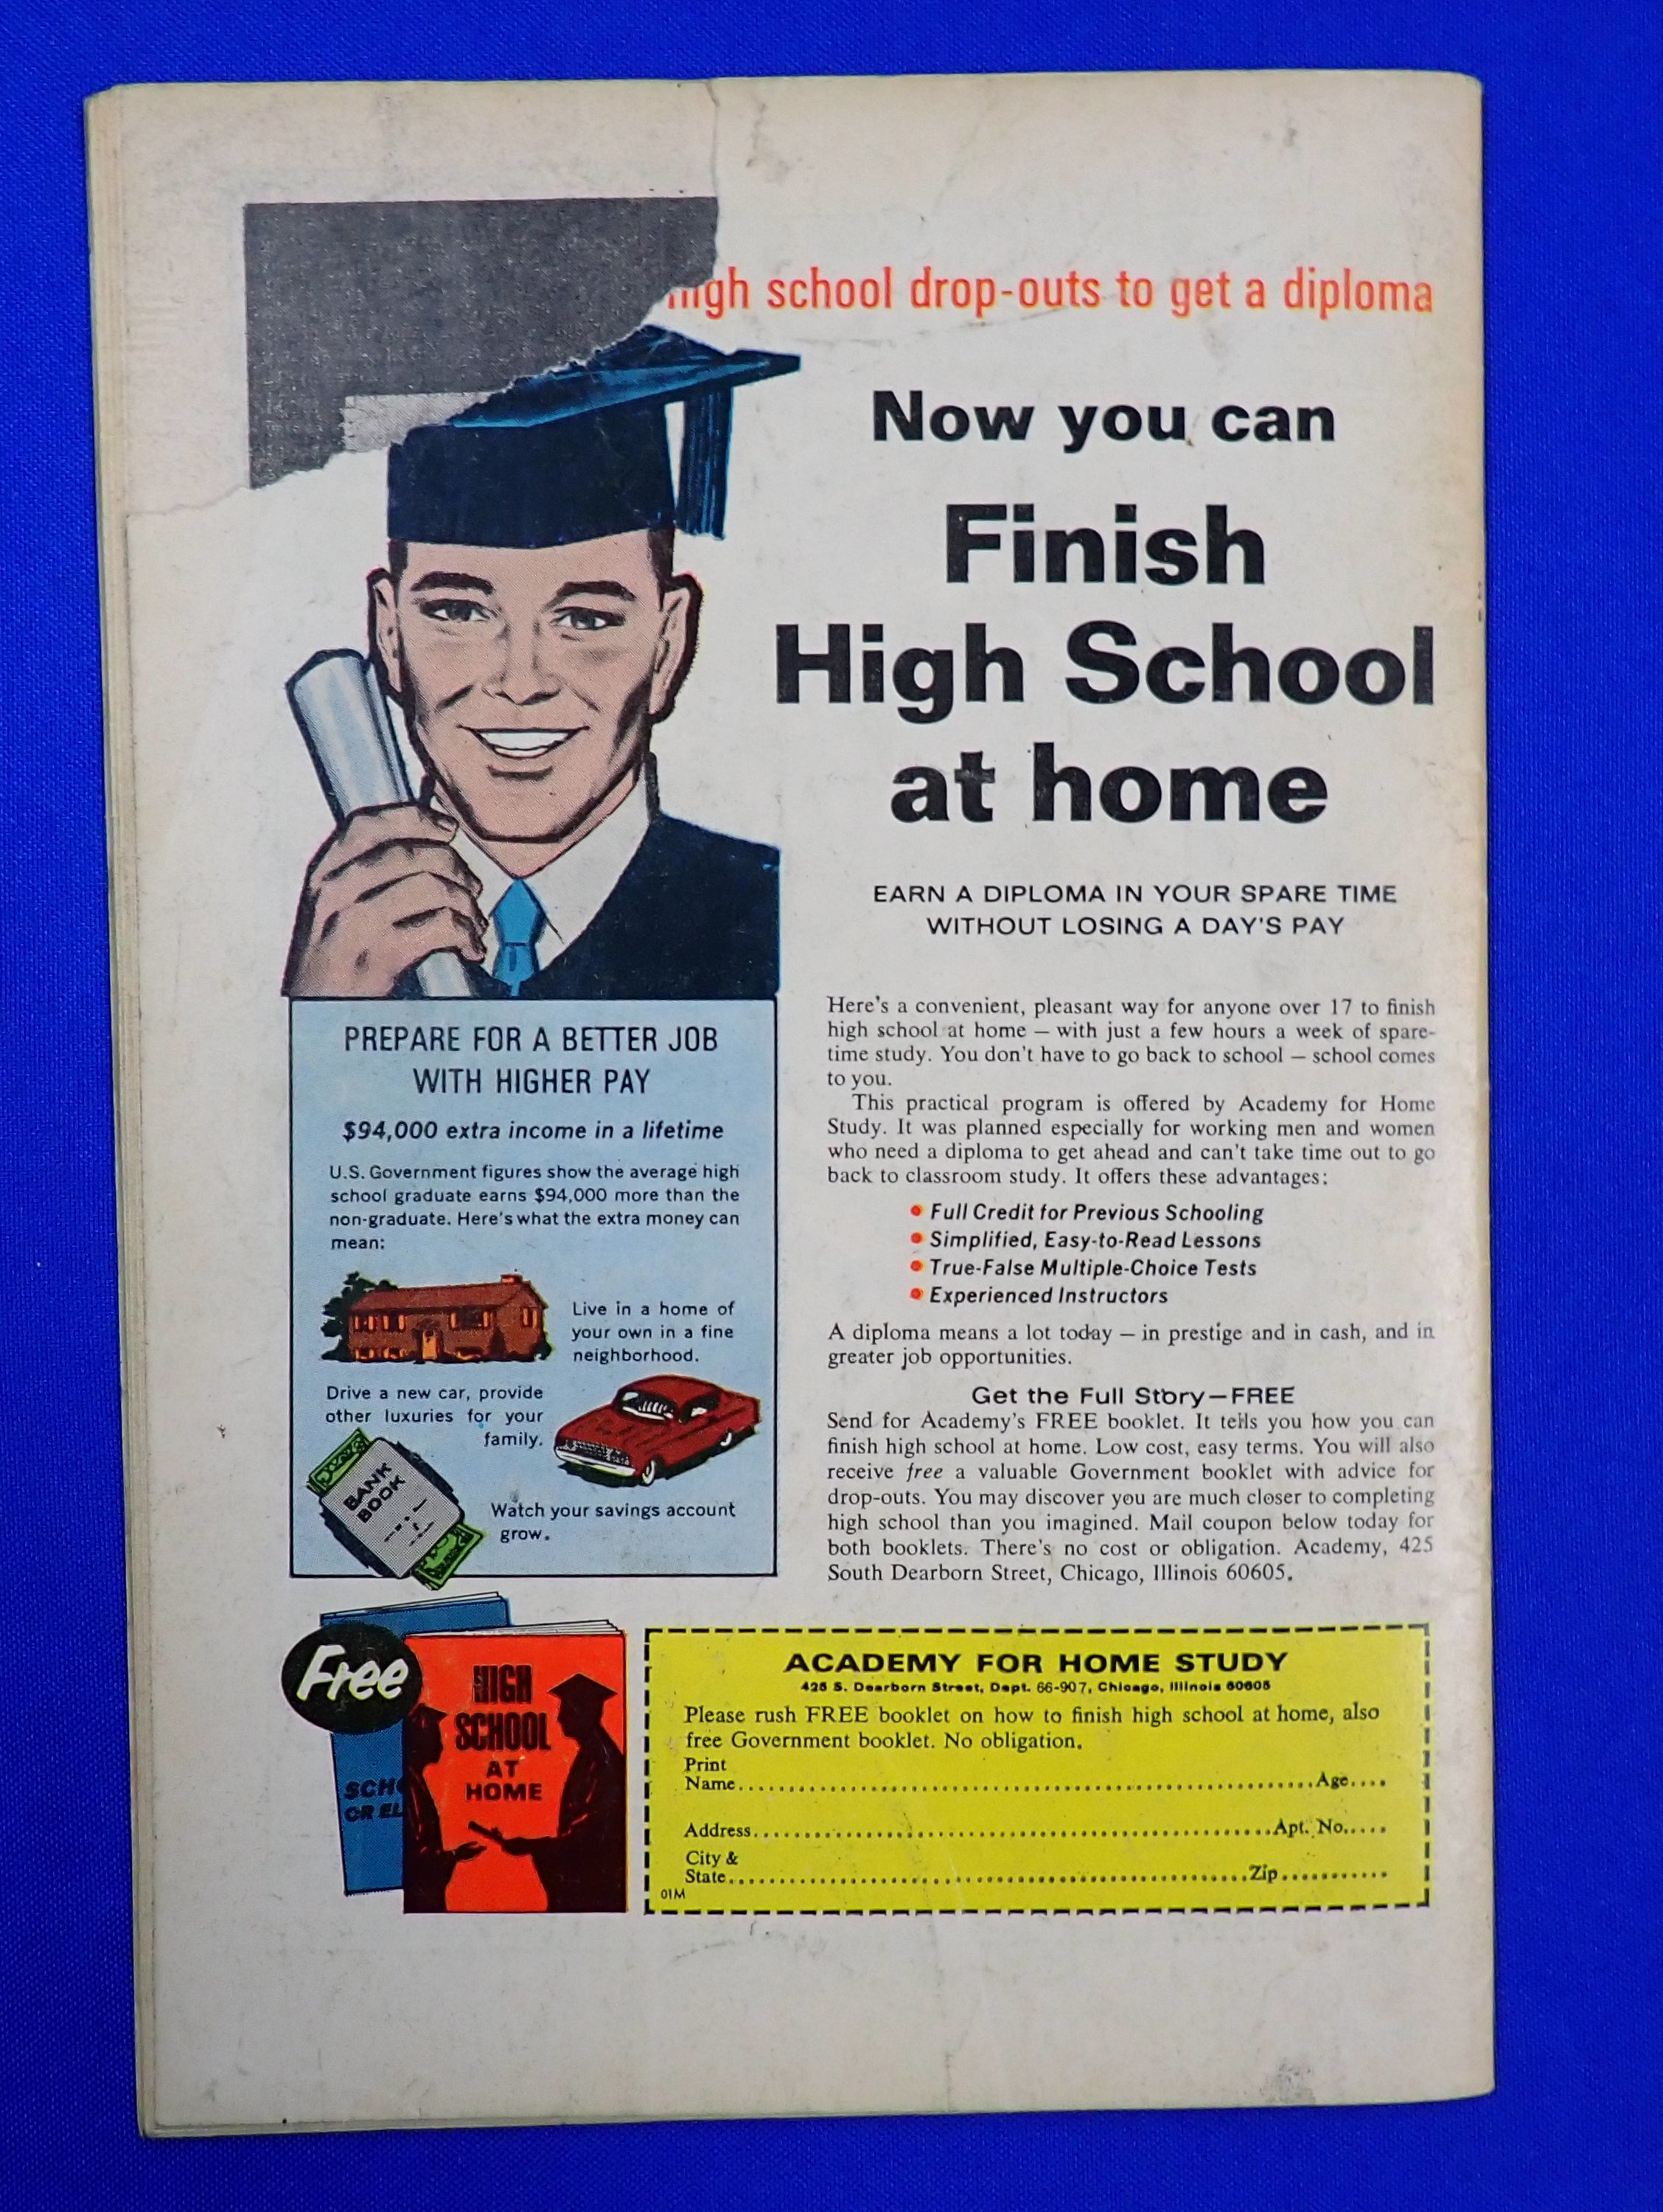 high school drop-outs to get a diploma
Now you can
Finish
High School
at home
EARN A DIPLOMA IN YOUR SPARE TIME
WITHOUT LOSING A DAY'S PAY
PREPARE FOR A BETTER JOB
WITH HIGHER PAY
$94,000 extra income in a lifetime
U.S. Government figures show the average high
school graduate earns $94,000 more than the
non-graduate. Here's what the extra money can
mean:
Live in a home of
your own in a fine
neighborhood.
Drive a new car, provide
other luxuries for your
family.
BANK
BOOK
Watch your savings account
grow.
Here's a convenient, pleasant way for anyone over 17 to finish
high school at home — with just a few hours a week of spare-
time study. You don't have to go back to school — school comes
to you.
This practical program is offered by Academy for Home
Study. It was planned especially for working men and women
who need a diploma to get ahead and can't take time out to go
back to classroom study. It offers these advantages:
• Full Credit for Previous Schooling
• Simplified, Easy-to-Read Lessons
• True-False Multiple-Choice Tests
• Experienced Instructors
A diploma means a lot today — in prestige and in cash, and in
greater job opportunities.
Get the Full Story—FREE
Send for Academy's FREE booklet. It tells you how you can
finish high school at home. Low cost, easy terms. You will also
receive free a valuable Government booklet with advice for
drop-outs. You may discover you are much closer to completing
high school than you imagined. Mail coupon below today for
both booklets. There's no cost or obligation. Academy, 425
South Dearborn Street, Chicago, Illinois 60605.
Free
SCHO
OR EL
HIGH
SCHOOL
AT
HOME
ACADEMY FOR HOME STUDY
425 S. Dearborn Street, Dept. 66-907, Chicago, Illinois 60605
Please rush FREE booklet on how to finish high school at home, also
free Government booklet. No obligation.
Print
Name Age
Address Apt. No.
City &
State Zip
01M